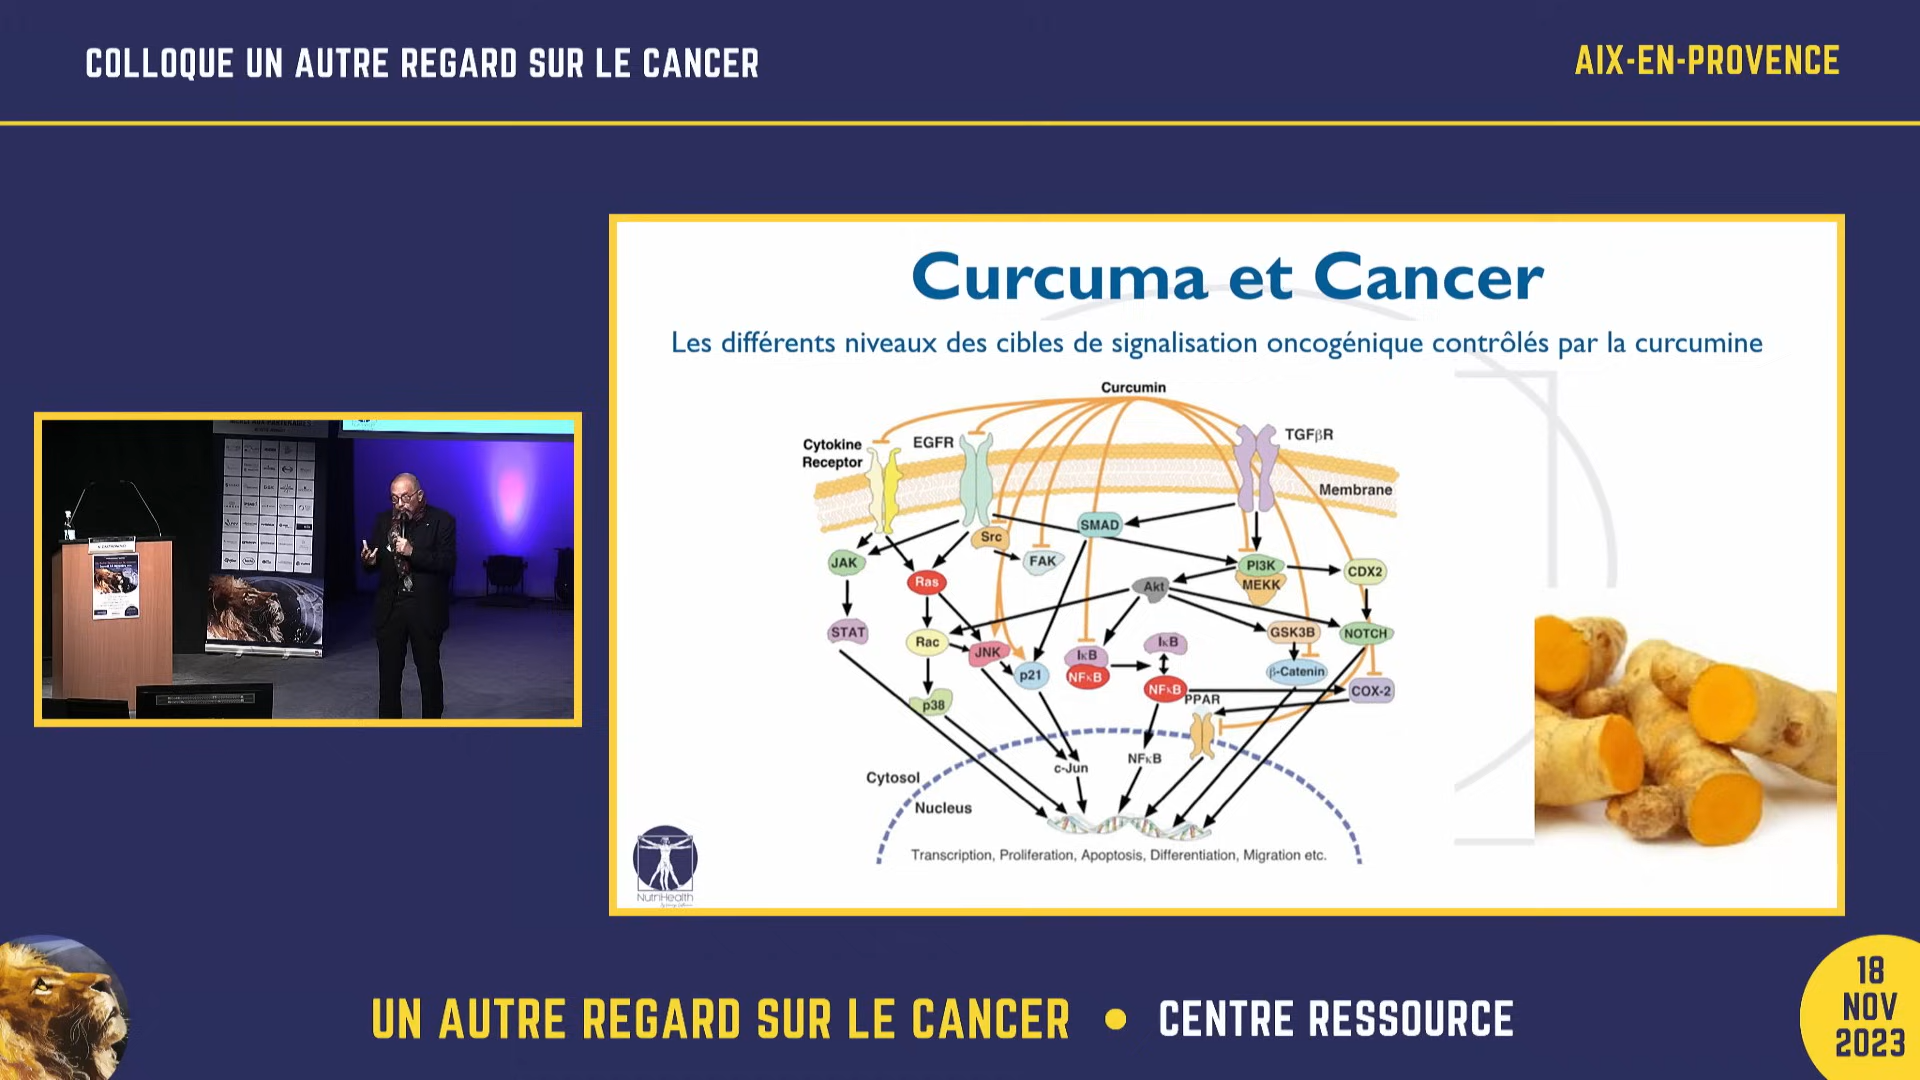 COLLOQUE UN AUTRE REGARD SUR LE CANCER
AIX-EN-PROVENCE
Curcuma et Cancer
Les différents niveaux des cibles de signalisation oncogénique contrôlés par la curcumine
Curcumin
Cytokine
Receptor
EGFR
TGFβR
Membrane
SMAD
Src
JAK
FAK
PI3K
CDX2
Ras
Akt
MEKK
STAT
Rac
JNK
IκB
IκB
GSK3B
NOTCH
p21
NFκB
β-Catenin
NFκB
PPAR
COX-2
p38
c-Jun
NFκB
Cytosol
Nucleus
Transcription, Proliferation, Apoptosis, Differentiation, Migration etc.
NutriHealth
UN AUTRE REGARD SUR LE CANCER • CENTRE RESSOURCE
18
NOV
2023